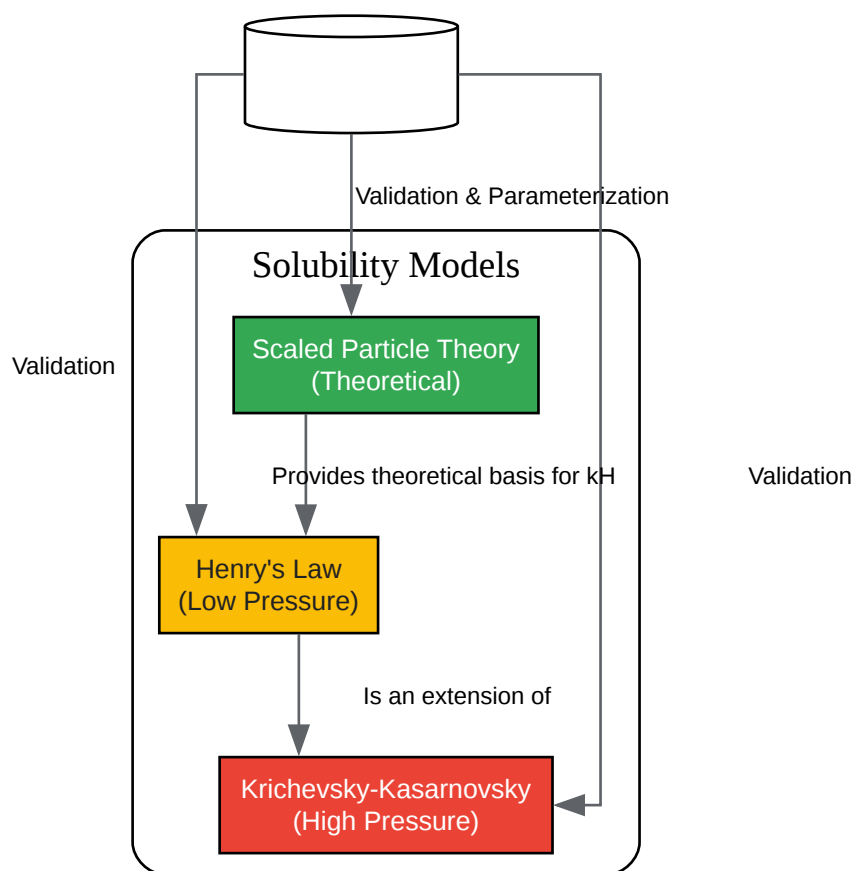 Validation & Parameterization
Solubility Models
Scaled Particle Theory
(Theoretical)
Validation
Provides theoretical basis for kH
Validation
Henry's Law
(Low Pressure)
Is an extension of
Krichevsky-Kasarnovsky
(High Pressure)